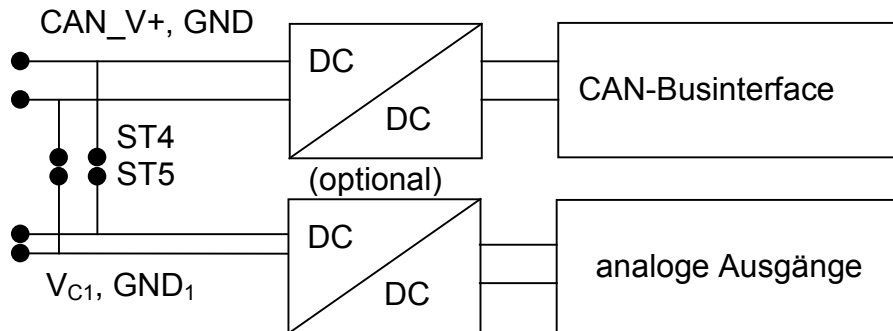 CAN_V+, GND
DC
DC
CAN-Businterface
ST4
ST5
(optional)
DC
DC
analoge Ausgänge
V_C1, GND_1